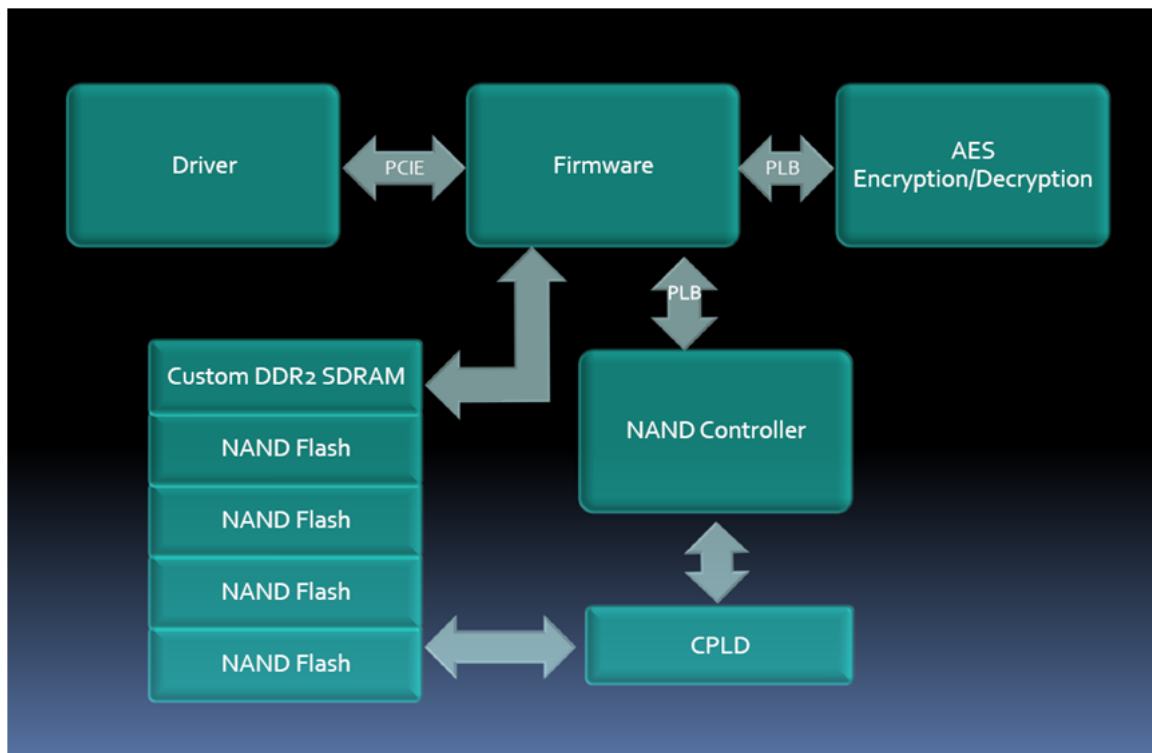 Driver
PCIE
Firmware
PLB
AES
Encryption/Decryption
PLB
Custom DDR2 SDRAM
NAND Flash
NAND Flash
NAND Flash
NAND Flash
NAND Controller
CPLD